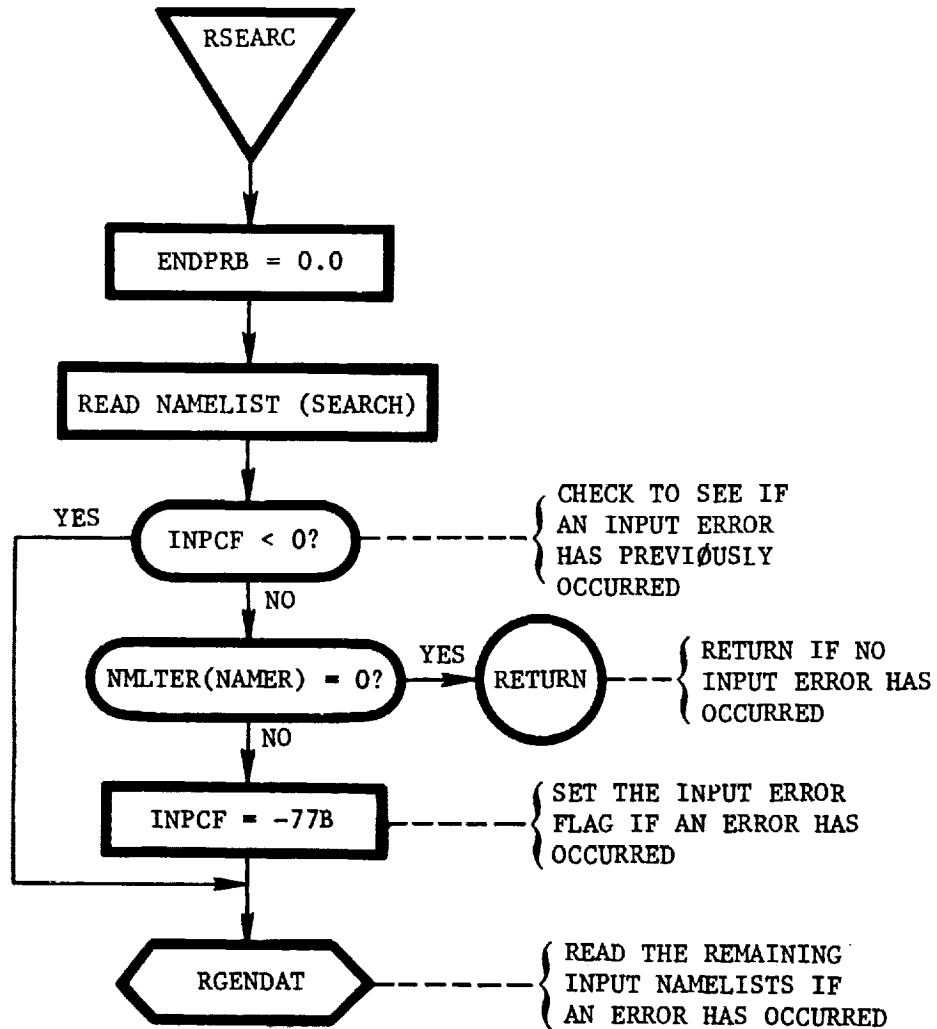 RSEARC
ENDPRB = 0.0
READ NAMELIST (SEARCH)
YES
INPCF < 0?
CHECK TO SEE IF
AN INPUT ERROR
HAS PREVIØUSLY
OCCURRED
NO
NMLTER(NAMER) = 0?
YES
RETURN
RETURN IF NO
INPUT ERROR HAS
OCCURRED
NO
INPCF = -77B
SET THE INPUT ERROR
FLAG IF AN ERROR HAS
OCCURRED
RGENDAT
READ THE REMAINING
INPUT NAMELISTS IF
AN ERROR HAS OCCURRED